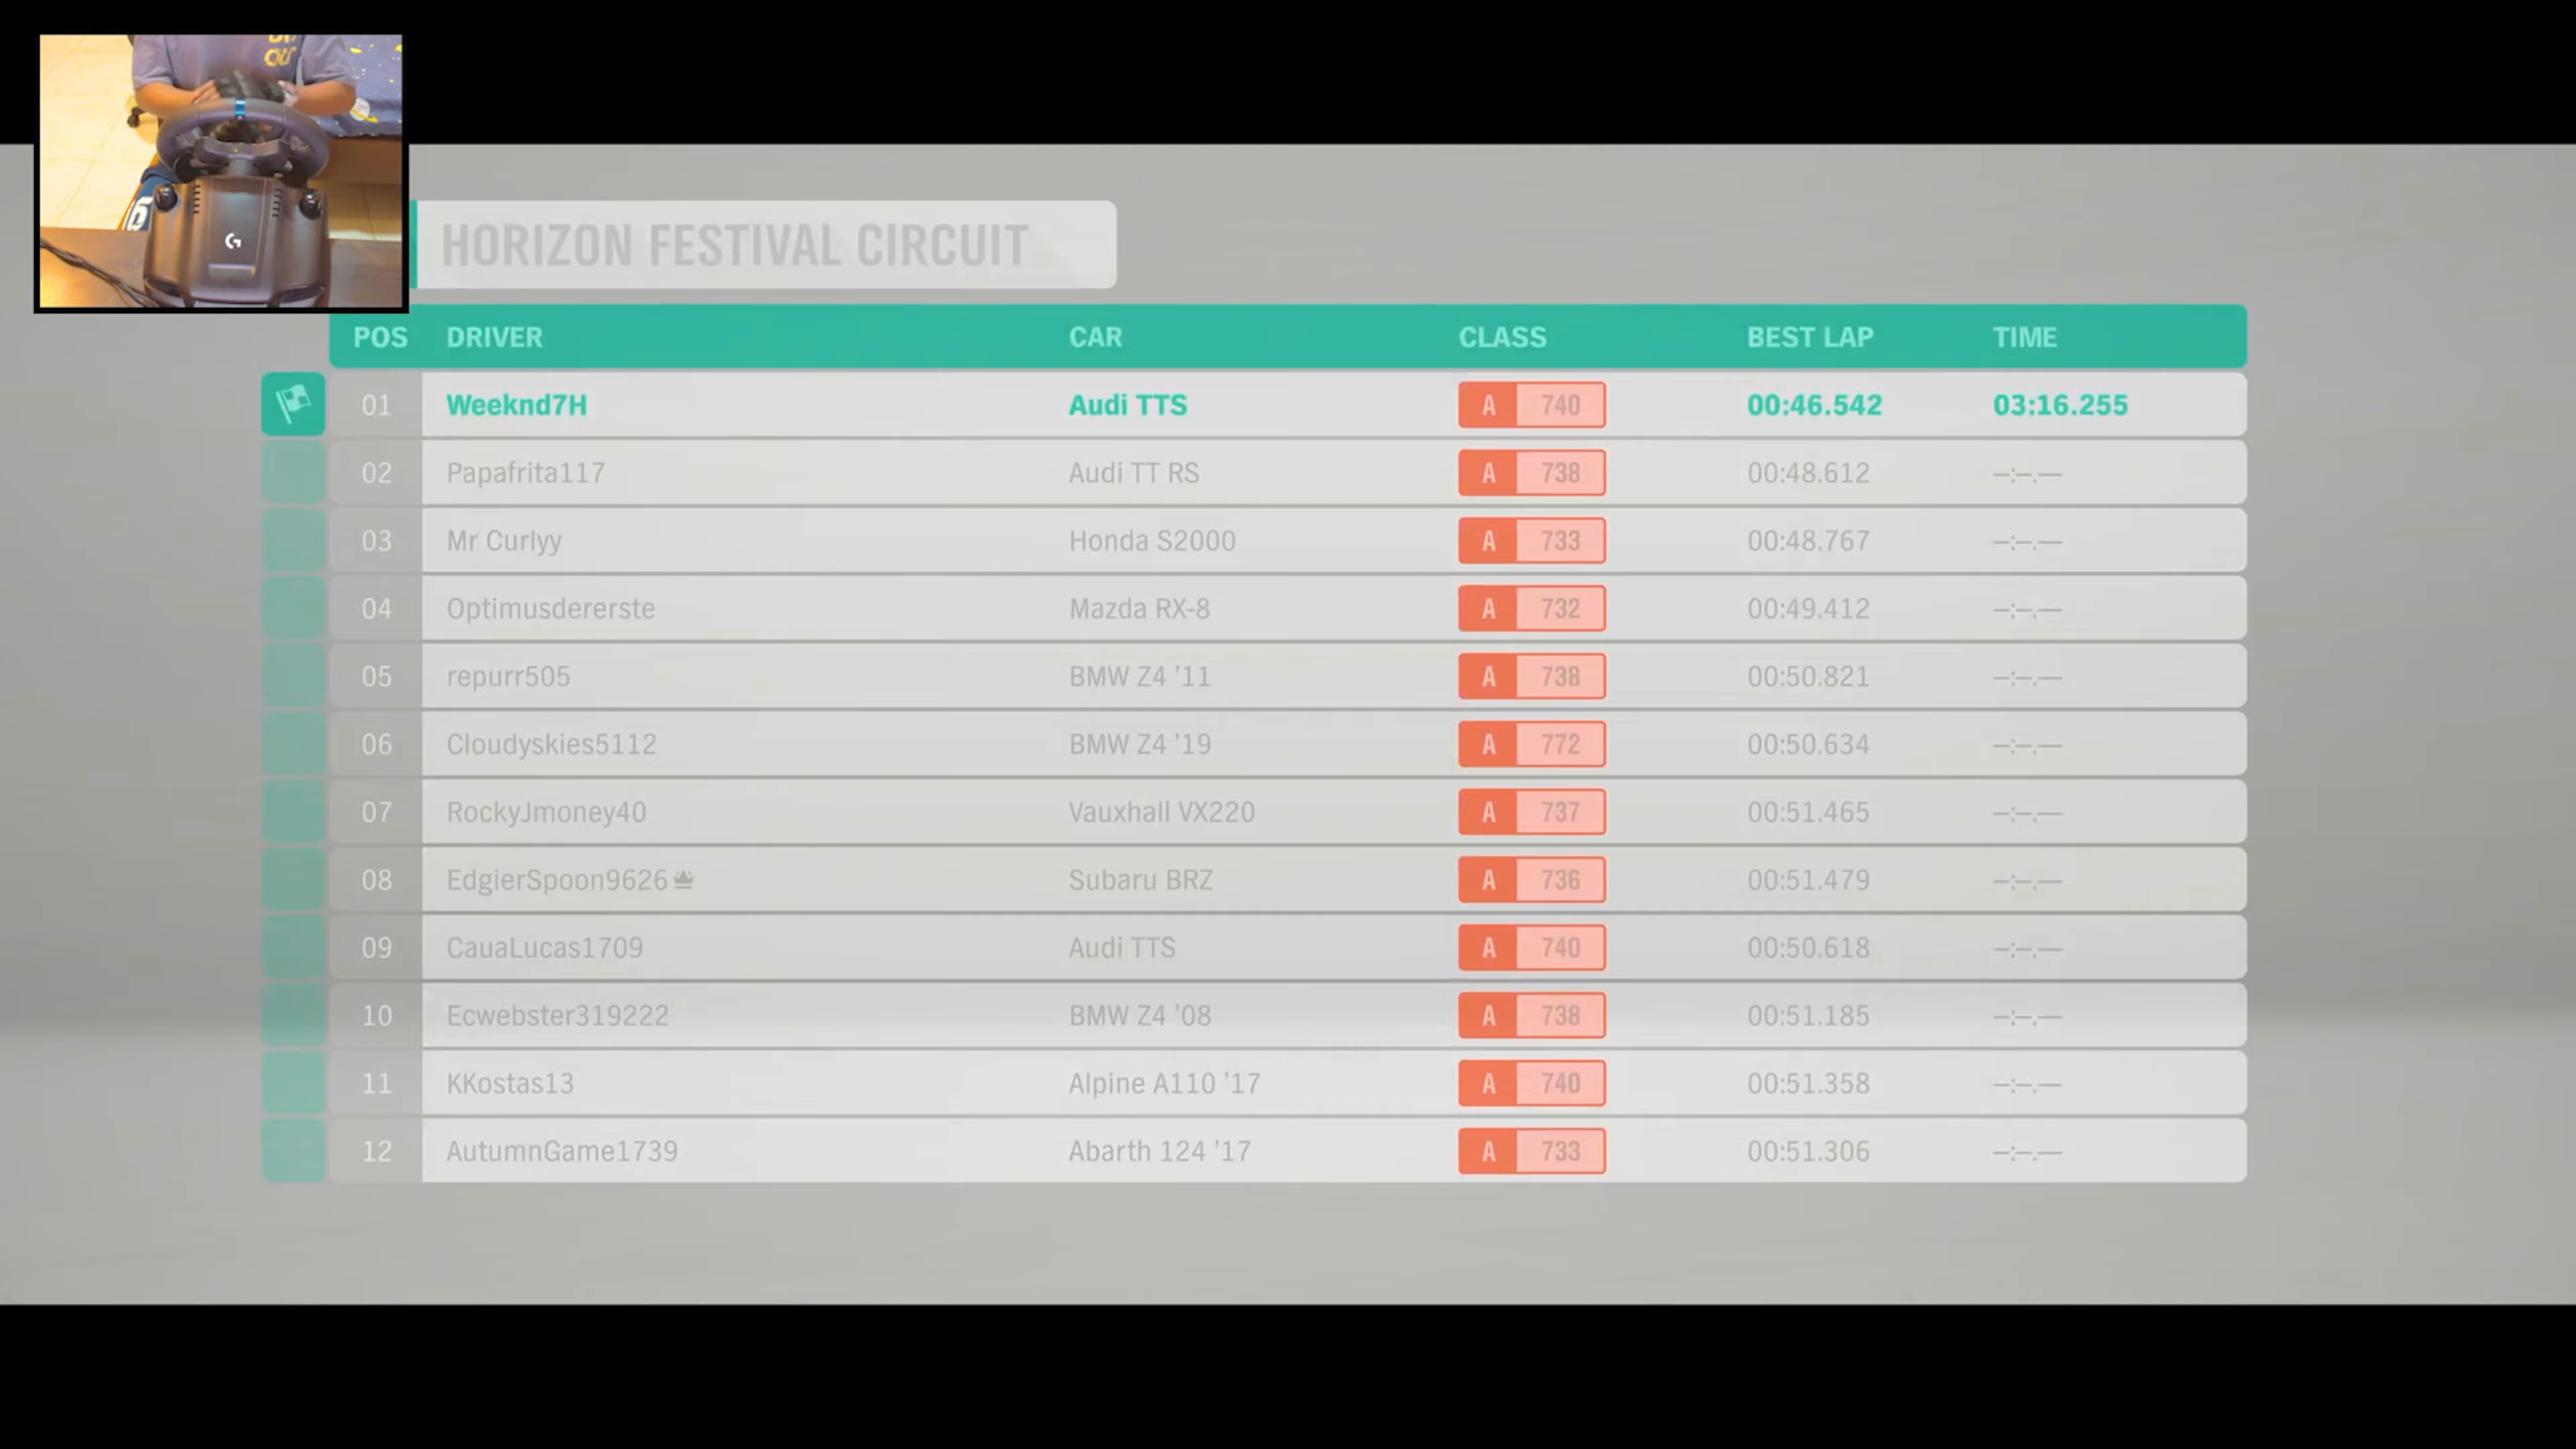 HORIZON FESTIVAL CIRCUIT
POS DRIVER CAR CLASS BEST LAP TIME
01 Weeknd7H Audi TTS A 740 00:46.542 03:16.255
02 Papafrita117 Audi TT RS A 738 00:48.612 --:--.---
03 Mr Curlyy Honda S2000 A 733 00:48.767 --:--.---
04 Optimusdererste Mazda RX-8 A 732 00:49.412 --:--.---
05 repurr505 BMW Z4 '11 A 738 00:50.821 --:--.---
06 Cloudyskies5112 BMW Z4 '19 A 772 00:50.634 --:--.---
07 RockyJmoney40 Vauxhall VX220 A 737 00:51.465 --:--.---
08 EdgierSpoon9626 Subaru BRZ A 736 00:51.479 --:--.---
09 CauaLucas1709 Audi TTS A 740 00:50.618 --:--.---
10 Ecwebster319222 BMW Z4 '08 A 738 00:51.185 --:--.---
11 KKostas13 Alpine A110 '17 A 740 00:51.358 --:--.---
12 AutumnGame1739 Abarth 124 '17 A 733 00:51.306 --:--.---